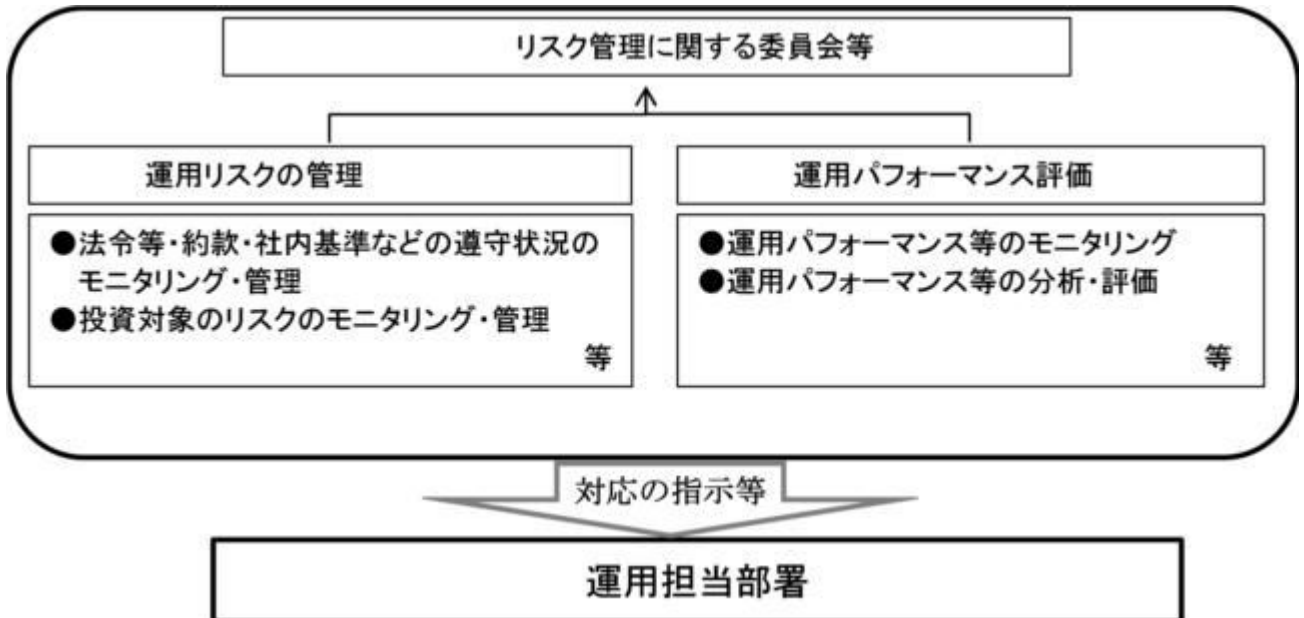 リスク管理に関する委員会等
運用リスクの管理
●法令等・約款・社内基準などの遵守状況の
モニタリング・管理
●投資対象のリスクのモニタリング・管理
等
運用パフォーマンス評価
●運用パフォーマンス等のモニタリング
●運用パフォーマンス等の分析・評価
等
対応の指示等
運用担当部署